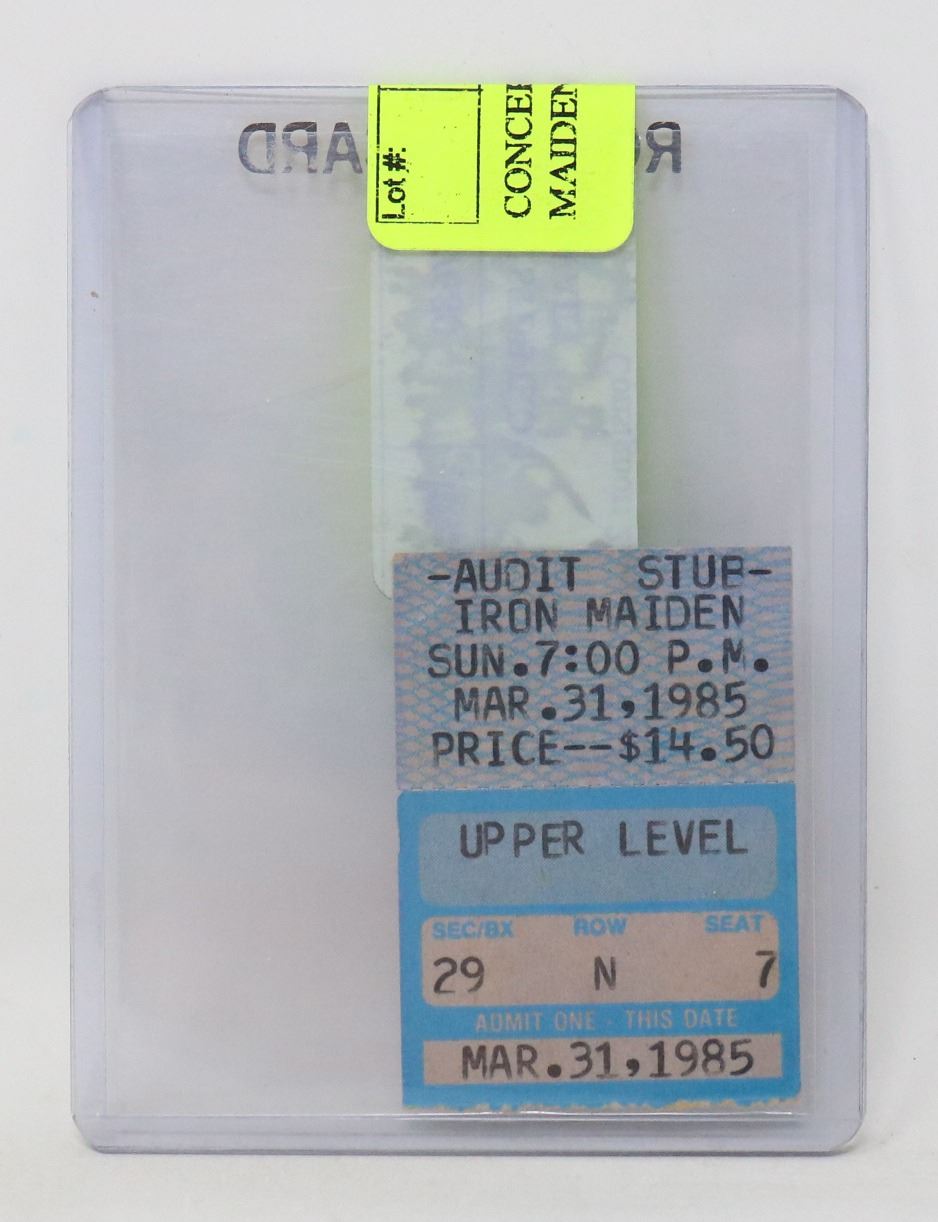 Lot #:
CONCE
MAIDEN
-AUDIT STUB-
IRON MAIDEN
SUN.7:00 P.M.
MAR.31,1985
PRICE--$14.50
UPPER LEVEL
SEC/BX ROW SEAT
29 N 7
ADMIT ONE - THIS DATE
MAR.31,1985